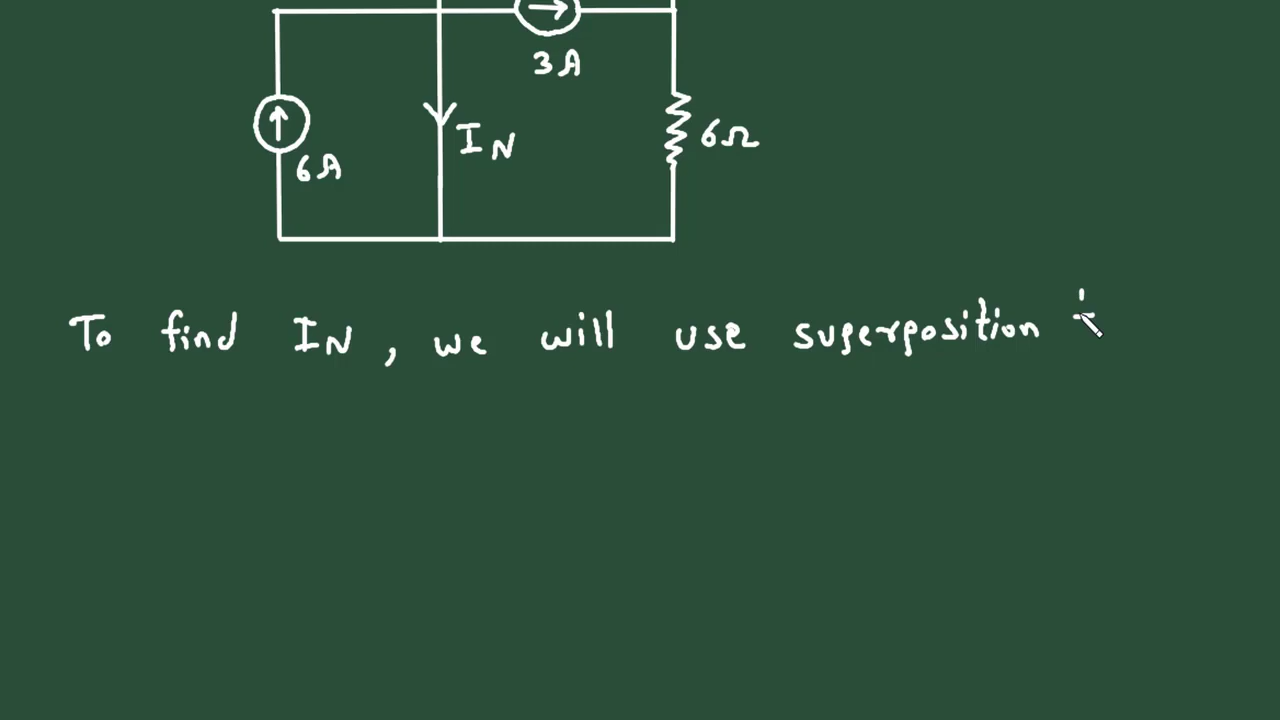 3A
IN
6Ω
6A
To find IN, we will use superposition